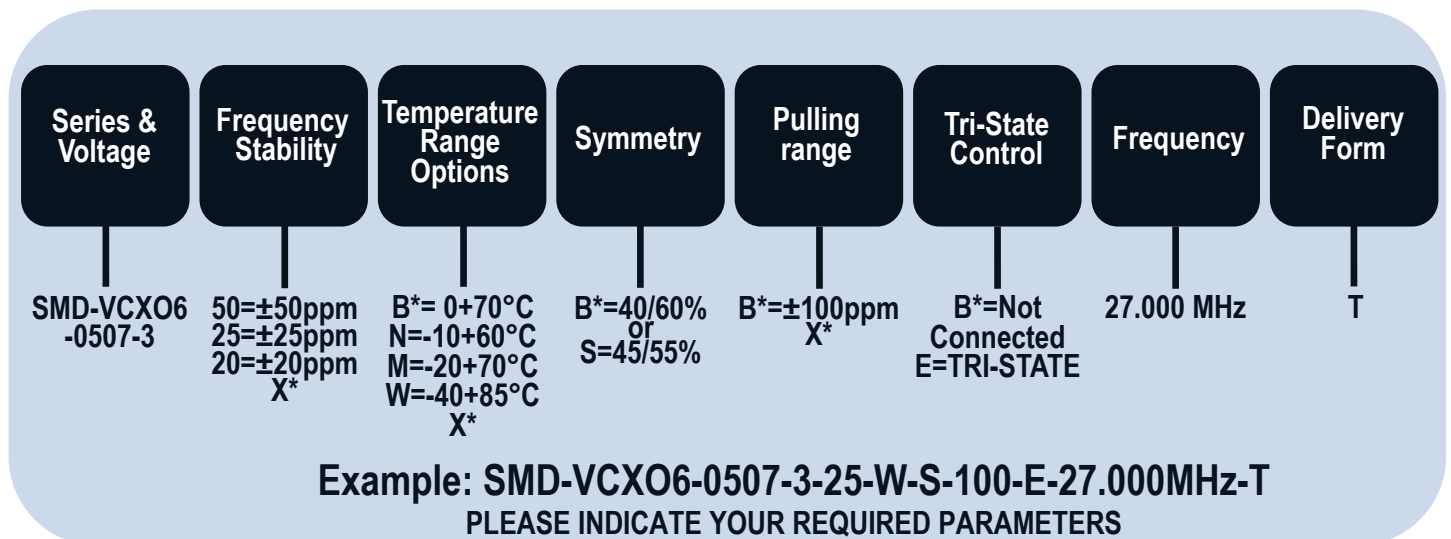 Series &
Voltage
Frequency
Stability
Temperature
Range
Options
Symmetry
Pulling
range
Tri-State
Control
Frequency
Delivery
Form
SMD-VCXO6
-0507-3
50=±50ppm
25=±25ppm
20=±20ppm
X*
B*= 0+70°C
N=-10+60°C
M=-20+70°C
W=-40+85°C
X*
B*=40/60%
or
S=45/55%
B*=±100ppm
X*
B*=Not
Connected
E=TRI-STATE
27.000 MHz
T
Example: SMD-VCXO6-0507-3-25-W-S-100-E-27.000MHz-T
PLEASE INDICATE YOUR REQUIRED PARAMETERS